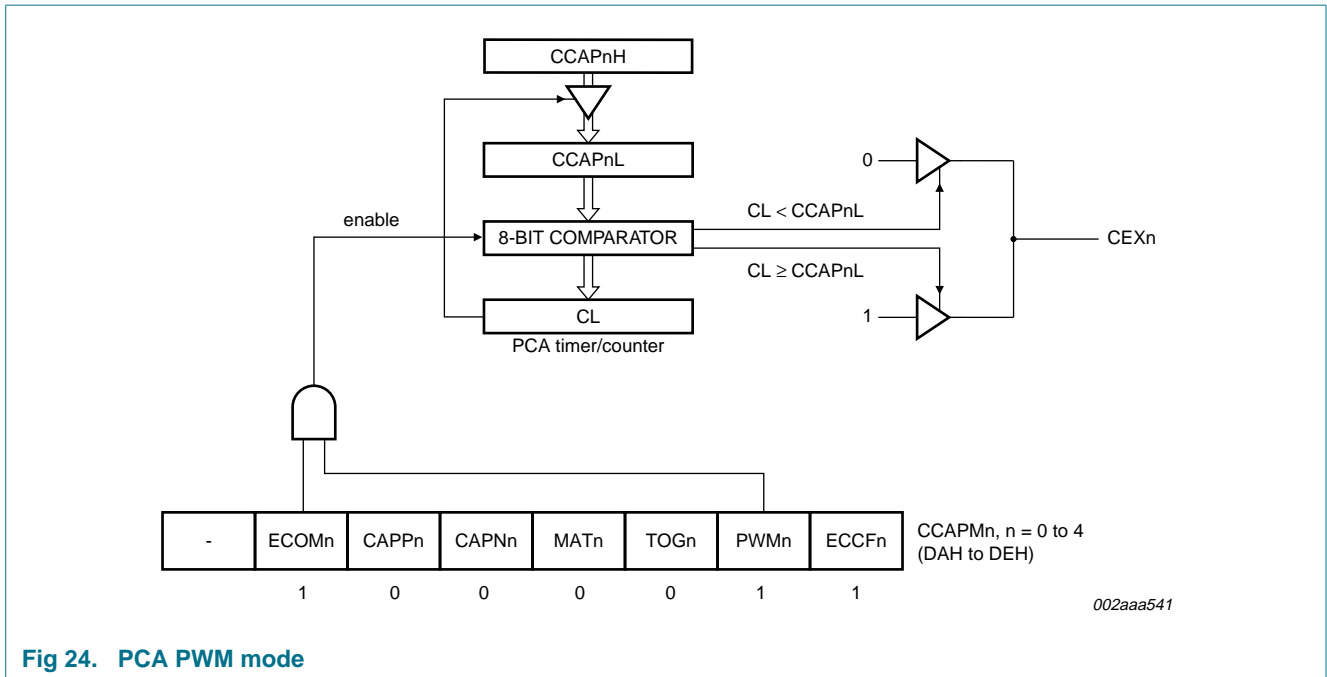 CCAPnH
CCAPnL
0
CL < CCAPnL
enable
8-BIT COMPARATOR
CEXn
CL ≥ CCAPnL
CL
1
PCA timer/counter
- ECOMn CAPPn CAPNn MATn TOGn PWMn ECCFn
CCAPMn, n = 0 to 4
(DAH to DEH)
1 0 0 0 0 1 1
002aaa541
Fig 24. PCA PWM mode